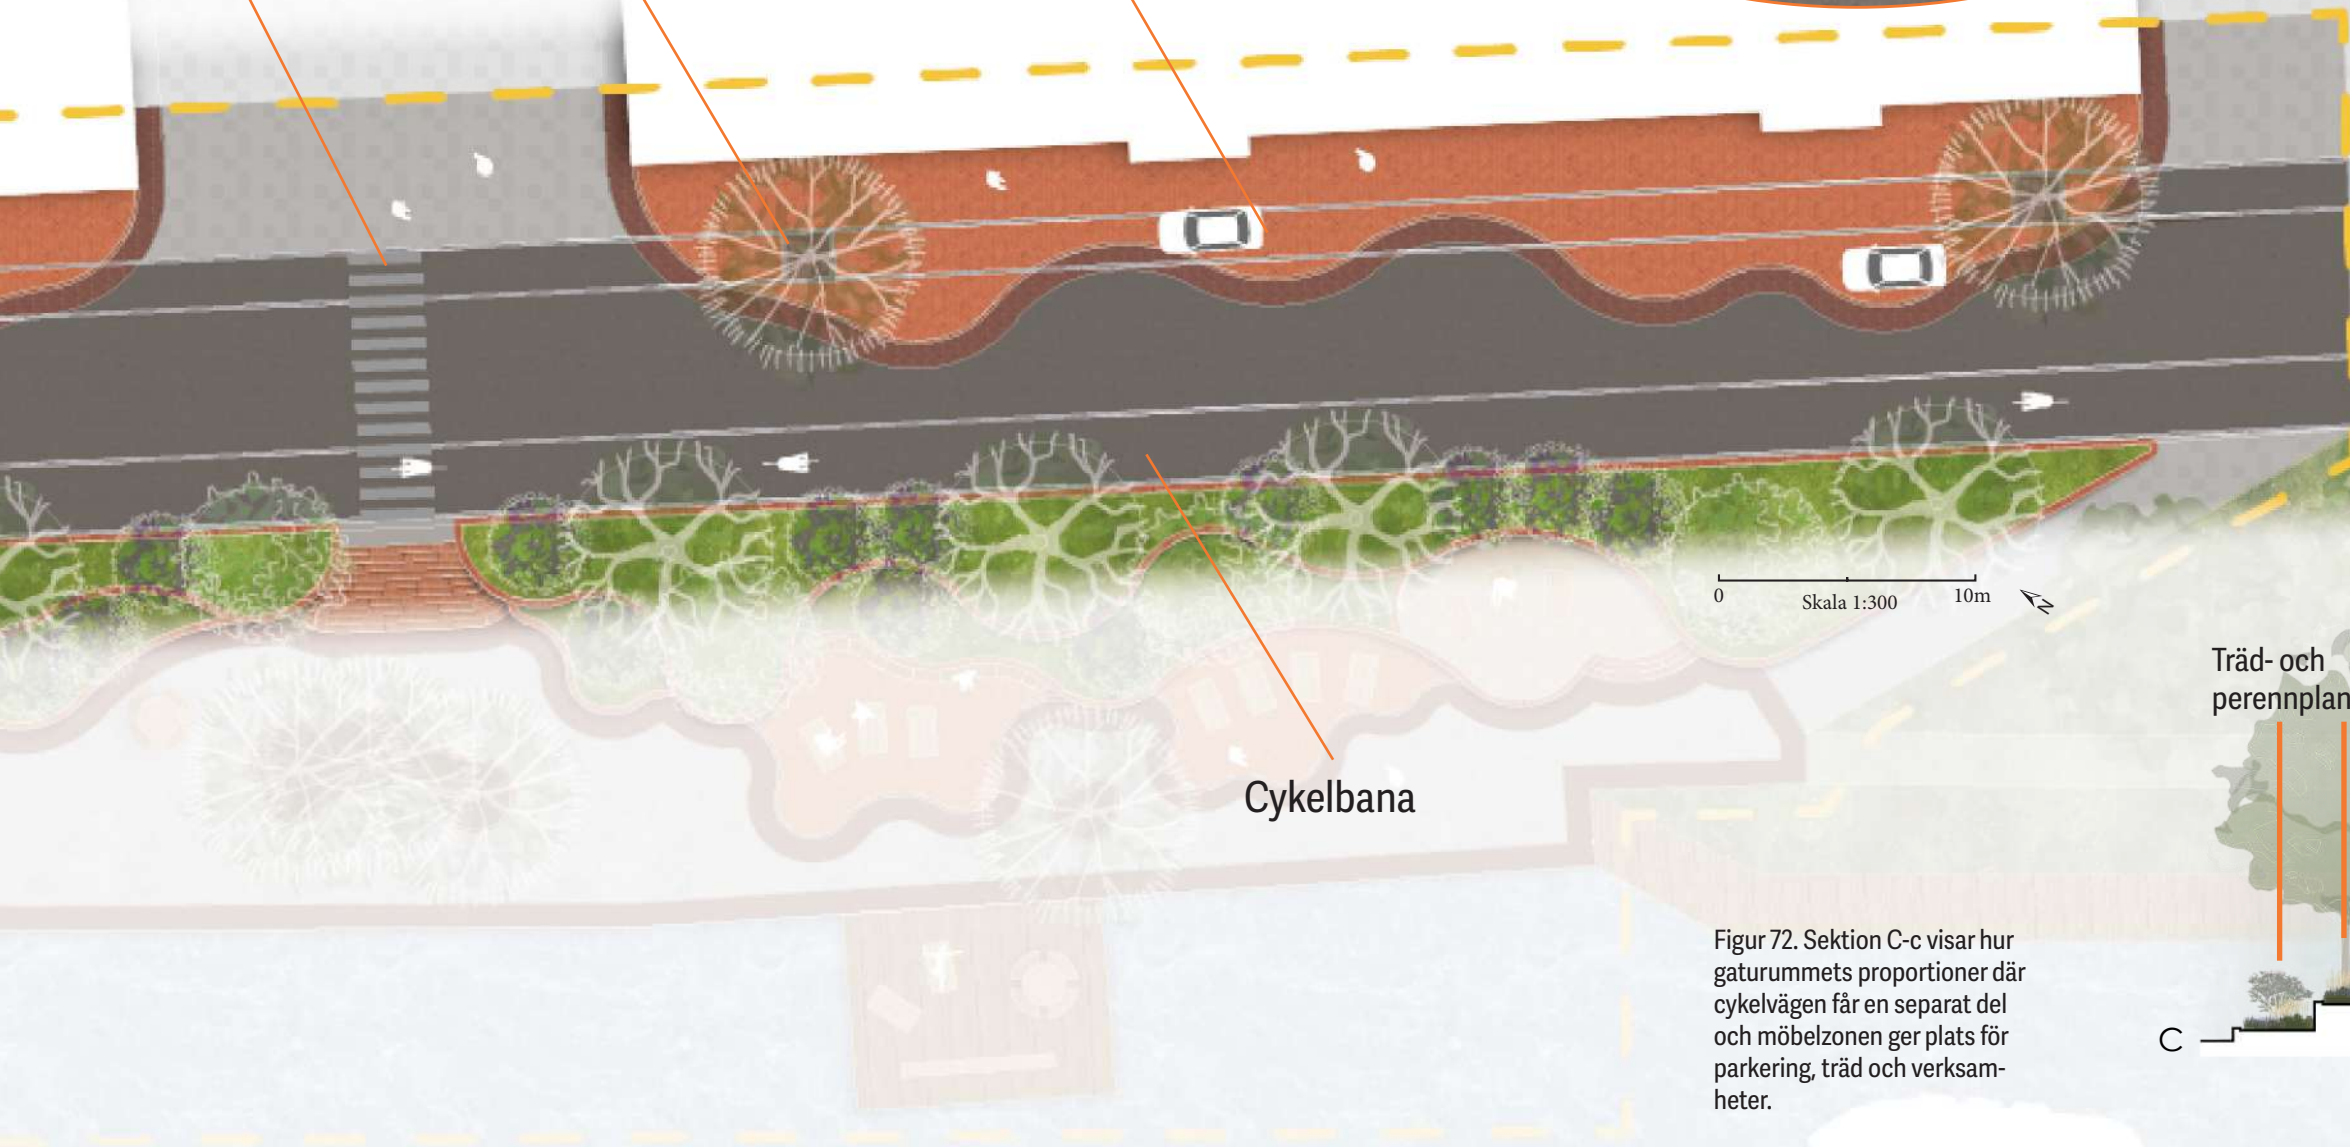 0
Skala 1:300
10m
N
Träd- och
perennplan
Cykelbana
Figur 72. Sektion C-c visar hur
gaturummets proportioner där
cykelvägen får en separat del
och möbelzonen ger plats för
parkering, träd och verksam-
heter.
C